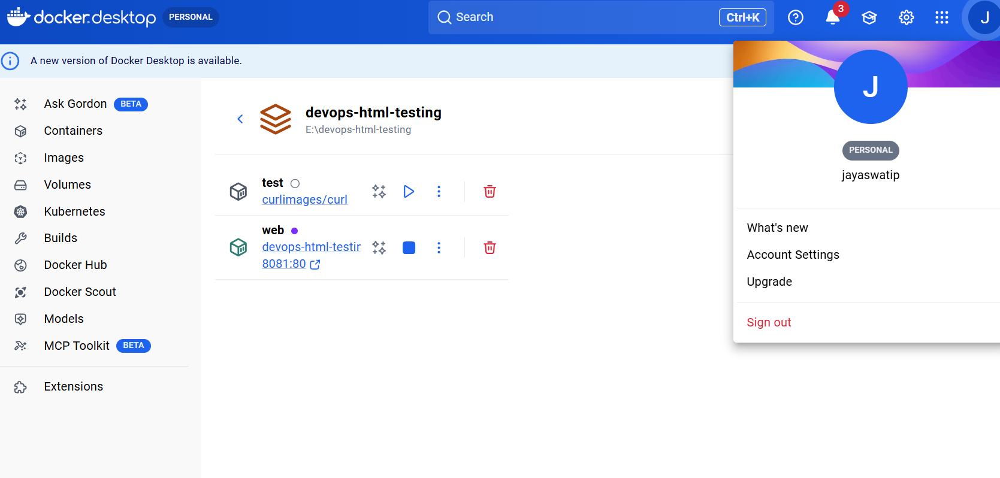 docker desktop PERSONAL
Search Ctrl+K
3
J
A new version of Docker Desktop is available.
Ask Gordon BETA
Containers
Images
Volumes
Kubernetes
Builds
Docker Hub
Docker Scout
Models
MCP Toolkit BETA
Extensions
devops-html-testing
E:\devops-html-testing
test
curlimages/curl
web
devops-html-testin
8081:80
J
PERSONAL
jayaswatip
What's new
Account Settings
Upgrade
Sign out